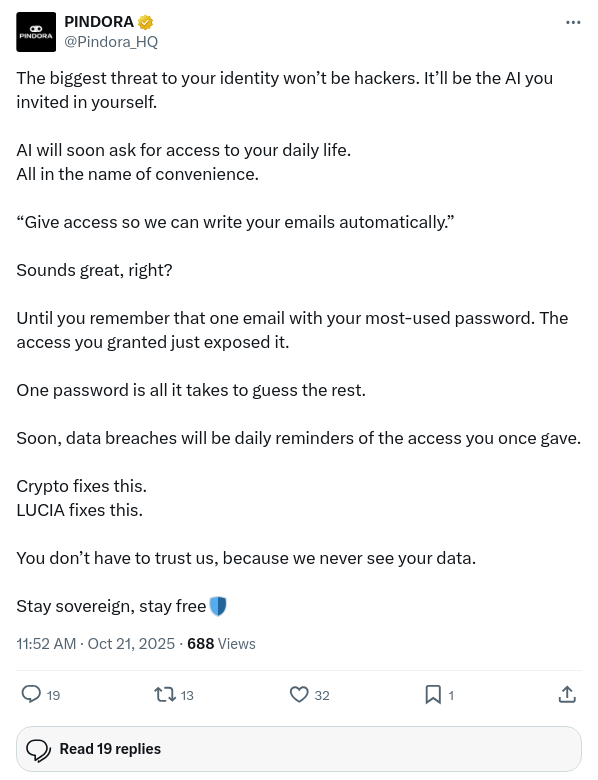 PINDORA
PINDORA
@Pindora_HQ
The biggest threat to your identity won’t be hackers. It’ll be the AI you
invited in yourself.
AI will soon ask for access to your daily life.
All in the name of convenience.
“Give access so we can write your emails automatically.”
Sounds great, right?
Until you remember that one email with your most-used password. The
access you granted just exposed it.
One password is all it takes to guess the rest.
Soon, data breaches will be daily reminders of the access you once gave.
Crypto fixes this.
LUCIA fixes this.
You don’t have to trust us, because we never see your data.
Stay sovereign, stay free
11:52 AM · Oct 21, 2025 · 688 Views
19 13 32 1
Read 19 replies